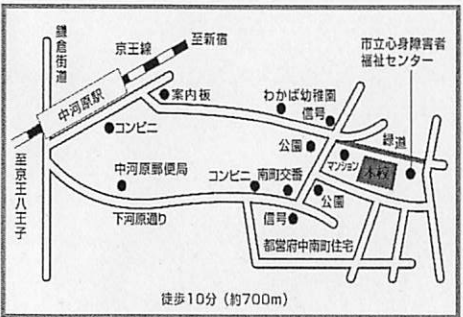 鎌倉街道
京王線
至新宿
中河原駅
市立心身障害者
福祉センター
案内板
わかば幼稚園
信号
コンビニ
公園
緑道
マンション
本校
至京王八王子
中河原郵便局
コンビニ
南町交番
公園
下河原通り
信号
都営府中南町住宅
徒歩10分(約700m)